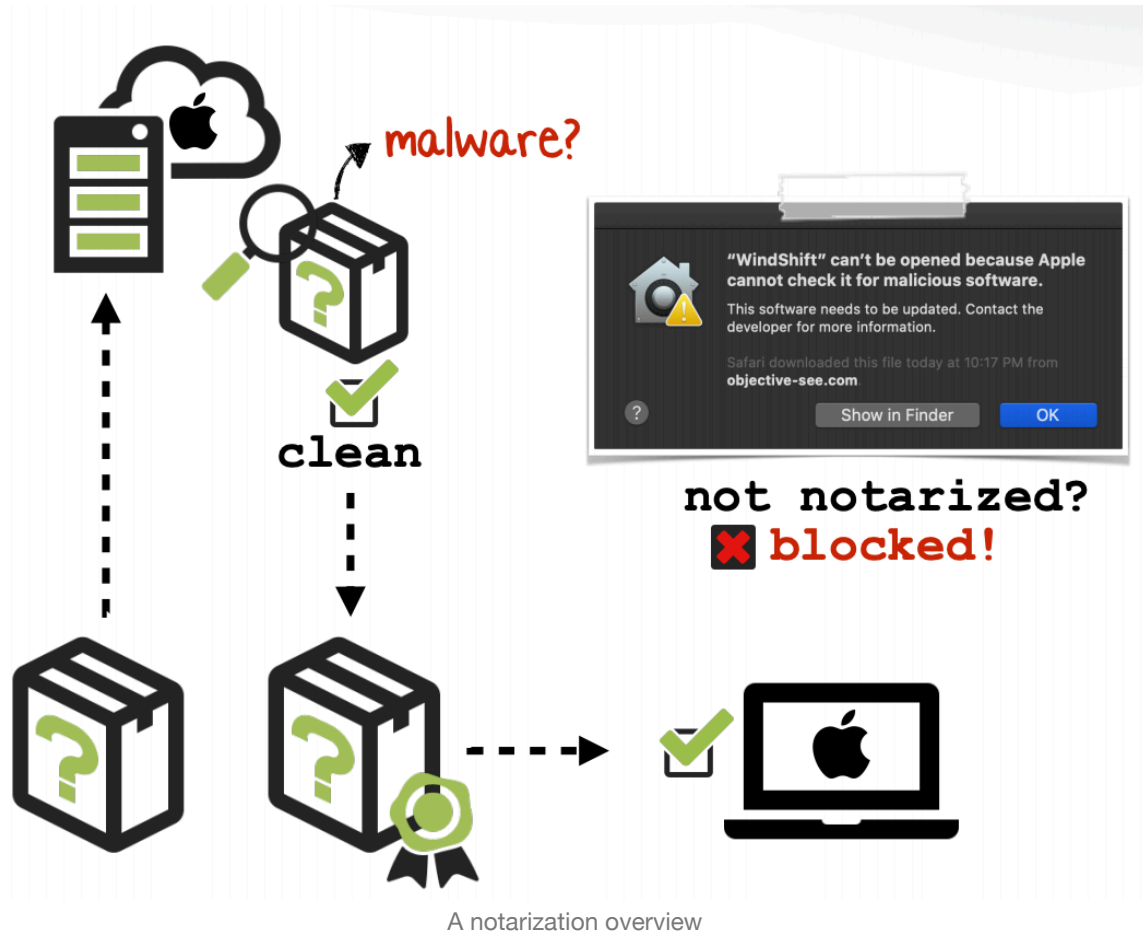 malware?
clean
“WindShift” can’t be opened because Apple
cannot check it for malicious software.
This software needs to be updated. Contact the
developer for more information.
Safari downloaded this file today at 10:17 PM from
objective-see.com.
?
Show in Finder
OK
not notarized?
blocked!
?
?
?
A notarization overview